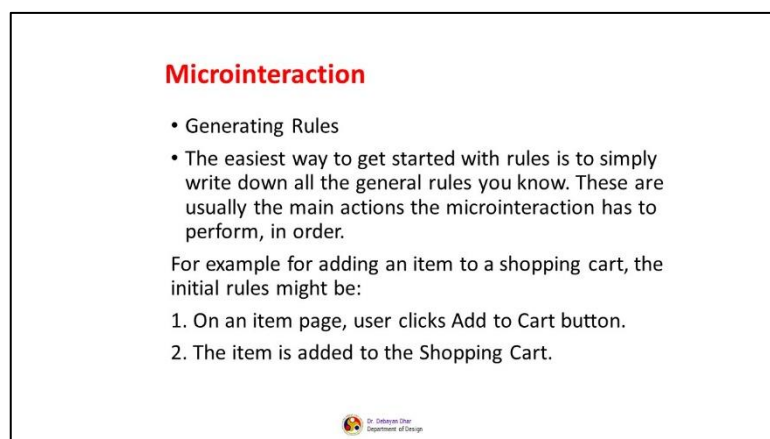 Microinteraction
• Generating Rules
• The easiest way to get started with rules is to simply
write down all the general rules you know. These are
usually the main actions the microinteraction has to
perform, in order.
For example for adding an item to a shopping cart, the
initial rules might be:
1. On an item page, user clicks Add to Cart button.
2. The item is added to the Shopping Cart.
Dr. Debayan Dhar
Department of Design